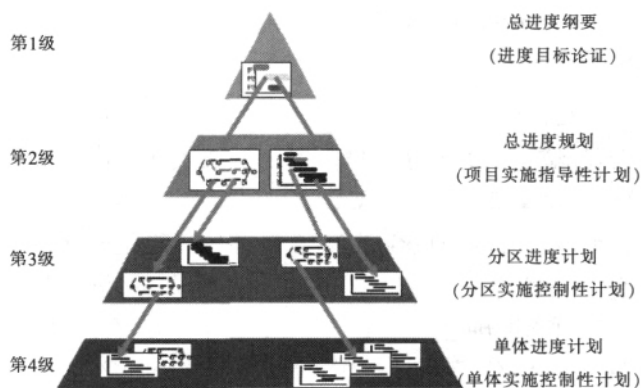 第1级
总进度纲要
(进度目标论证)
第2级
总进度规划
(项目实施指导性计划)
第3级
分区进度计划
(分区实施控制性计划)
第4级
单体进度计划
(单体实施控制性计划)